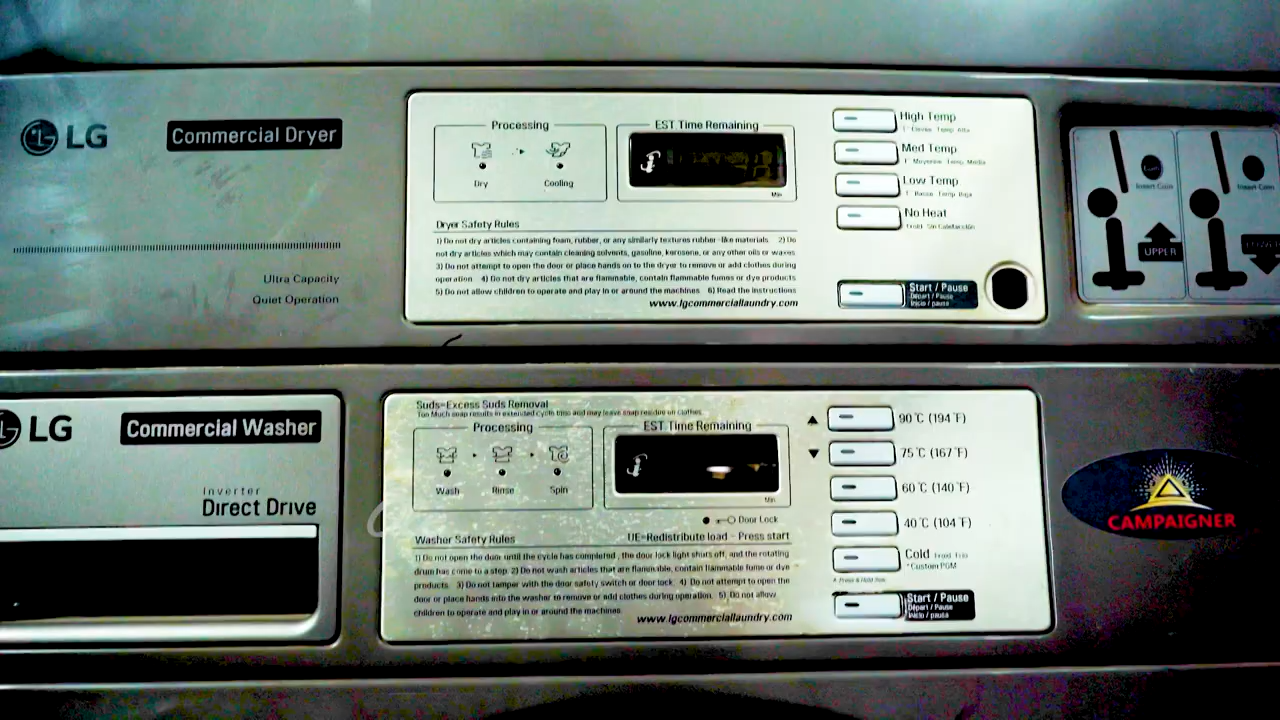 LG
Commercial Dryer
Ultra Capacity
Quiet Operation
Processing
Dry
Cooling
EST Time Remaining
Min
High Temp
Med Temp
Low Temp
No Heat
Dryer Safety Rules
1) Do not dry articles containing foam, rubber, or any similarly textures rubber-like materials. 2) Do
not dry articles which may contain cleaning solvents, gasoline, kerosene, or any other oils or waxes
3) Do not attempt to open the door or place hands on to the dryer to remove or add clothes during
operation 4) Do not dry articles that are flammable, contain flammable fumes or dye products
5) Do not allow children to operate and play in or around the machines 6) Read the instructions
www.lgcommerciallaundry.com
Start / Pause
Départ / Pause
Inicio / pausa
Insert Coin
UPPER
Insert Coin
LOWER
LG
Commercial Washer
Inverter
Direct Drive
Suds=Excess Suds Removal
Too Much soap results in extended cycle time and may leave soap residue on clothes
Processing
Wash
Rinse
Spin
EST Time Remaining
Min
Door Lock
90°C (194°F)
75°C (167°F)
60°C (140°F)
40°C (104°F)
Cold
*Custom PGM
Washer Safety Rules
UE=Redistribute load - Press start
1) Do not open the door until the cycle has completed, the door lock light shuts off, and the rotating
drum has come to a stop. 2) Do not wash articles that are flammable, contain flammable fume or dye
products. 3) Do not tamper with the door safety switch or door lock. 4) Do not attempt to open the
door or place hands into the washer to remove or add clothes during operation. 5) Do not allow
children to operate and play in or around the machines
www.lgcommerciallaundry.com
Start / Pause
Départ / Pause
Inicio / pausa
CAMPAIGNER